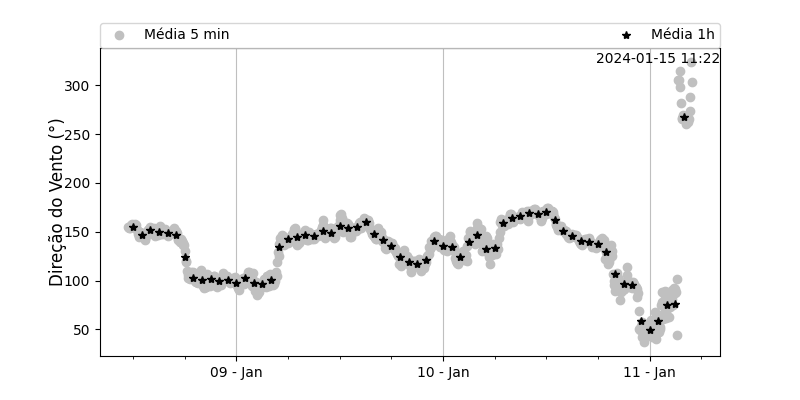 Média 5 min
Média 1h
2024-01-15 11:22
Direção do Vento (°)
300
250
200
150
100
50
09 - Jan
10 - Jan
11 - Jan